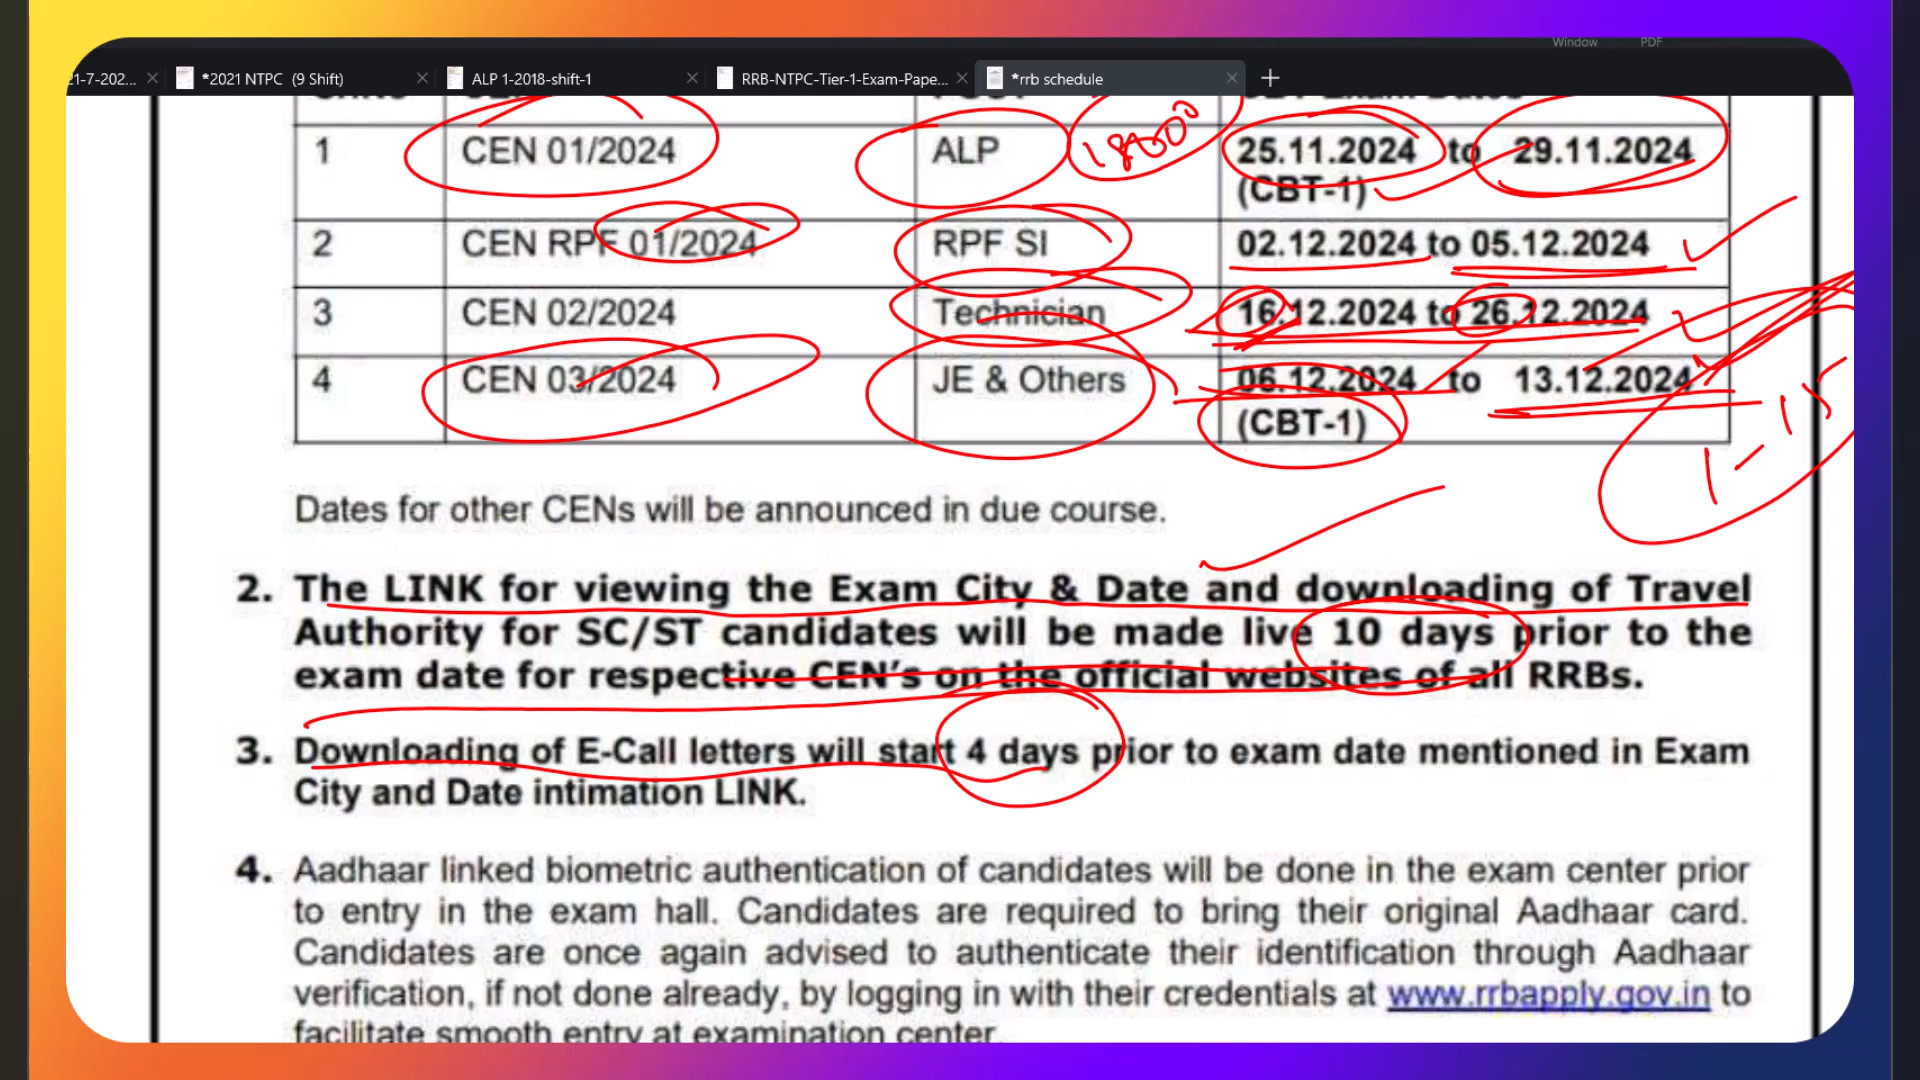 Window PDF
21-7-202... *2021 NTPC (9 Shift) ALP 1-2018-shift-1 RRB-NTPC-Tier-1-Exam-Pape... *rrb schedule
1 CEN 01/2024 ALP 18000 25.11.2024 to 29.11.2024
(CBT-1)
2 CEN RPF 01/2024 RPF SI 02.12.2024 to 05.12.2024
3 CEN 02/2024 Technician 16.12.2024 to 26.12.2024
4 CEN 03/2024 JE & Others 06.12.2024 to 13.12.2024
(CBT-1)
1-15
Dates for other CENs will be announced in due course.
2. The LINK for viewing the Exam City & Date and downloading of Travel
Authority for SC/ST candidates will be made live 10 days prior to the
exam date for respective CEN's on the official websites of all RRBs.
3. Downloading of E-Call letters will start 4 days prior to exam date mentioned in Exam
City and Date intimation LINK.
4. Aadhaar linked biometric authentication of candidates will be done in the exam center prior
to entry in the exam hall. Candidates are required to bring their original Aadhaar card.
Candidates are once again advised to authenticate their identification through Aadhaar
verification, if not done already, by logging in with their credentials at www.rrbapply.gov.in to
facilitate smooth entry at examination center.